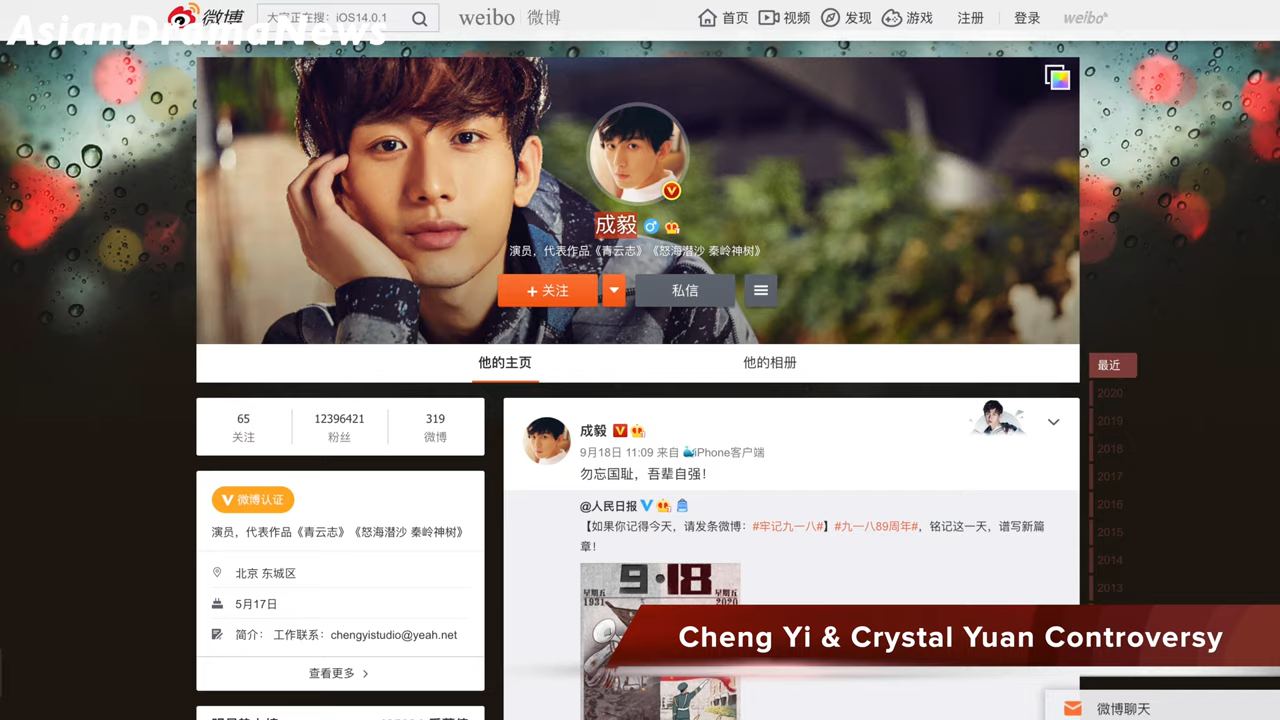 微博
大家正在搜：iOS14.0.1
weibo 微博
首页 视频 发现 游戏 注册 登录 weibo
AsianDramaNews
成毅
演员，代表作品《青云志》《怒海潜沙 秦岭神树》
+ 关注 私信
他的主页 他的相册
最近
2020
2019
2018
2017
2016
2015
2014
2013
65 12396421 319
关注 粉丝 微博
V 微博认证
演员，代表作品《青云志》《怒海潜沙 秦岭神树》
北京 东城区
5月17日
简介： 工作联系：chengyistudio@yeah.net
查看更多 >
成毅
9月18日 11:09 来自 iPhone客户端
勿忘国耻，吾辈自强！
@人民日报
【如果你记得今天，请发条微博：#牢记九一八#】#九一八89周年#，铭记这一天，谱写新篇
章！
9·18
星期五 星期五
1931 2020
Cheng Yi & Crystal Yuan Controversy
微博聊天